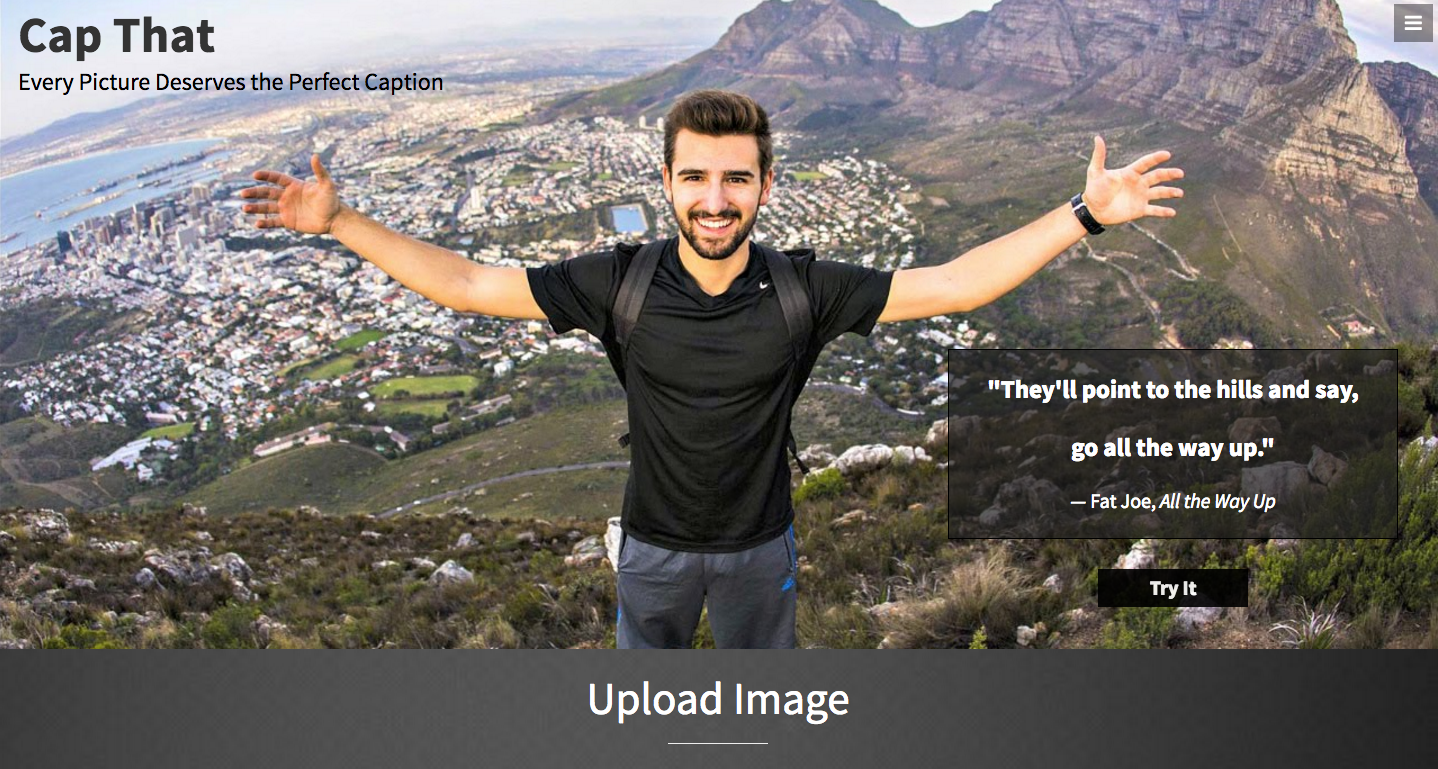 Cap That
Every Picture Deserves the Perfect Caption
"They'll point to the hills and say,
go all the way up."
— Fat Joe, All the Way Up
Try It
Upload Image